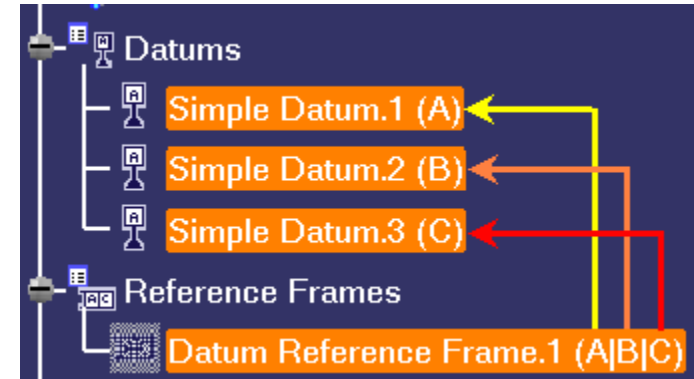 Datums
Simple Datum.1 (A)
Simple Datum.2 (B)
Simple Datum.3 (C)
Reference Frames
Datum Reference Frame.1 (A|B|C)